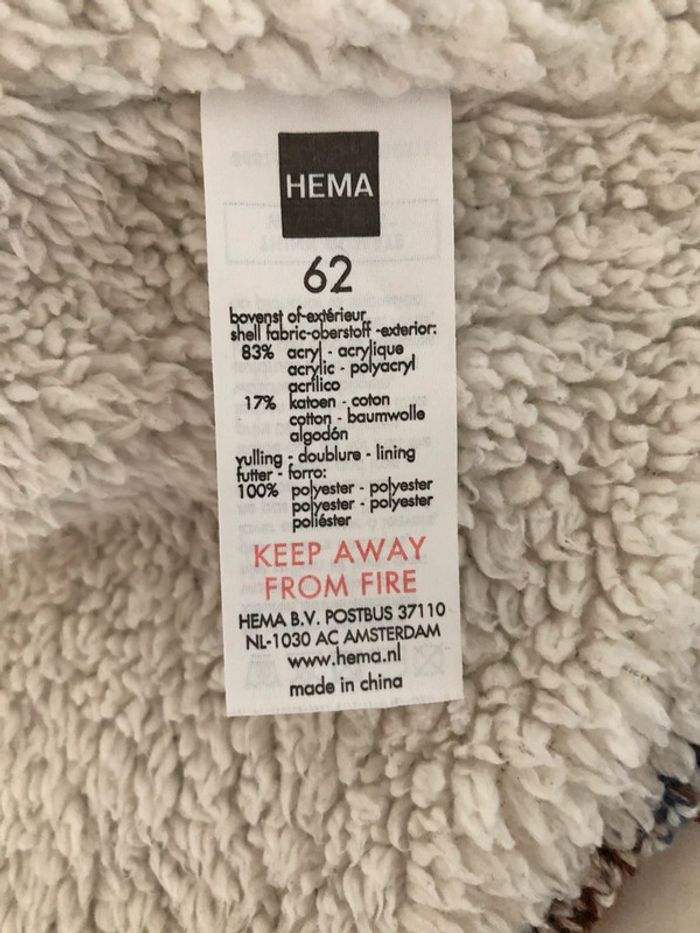 HEMA
62
bovenst of-extérieur
shell fabric-oberstoff -exterior:
83% acryl - acrylique
acrylic - polyacryl
acrílico
17% katoen - coton
cotton - baumwolle
algodón
vulling - doublure - lining
futter - forro:
100% polyester - polyester
polyester - polyester
poliéster
KEEP AWAY
FROM FIRE
HEMA B.V. POSTBUS 37110
NL-1030 AC AMSTERDAM
www.hema.nl
made in china